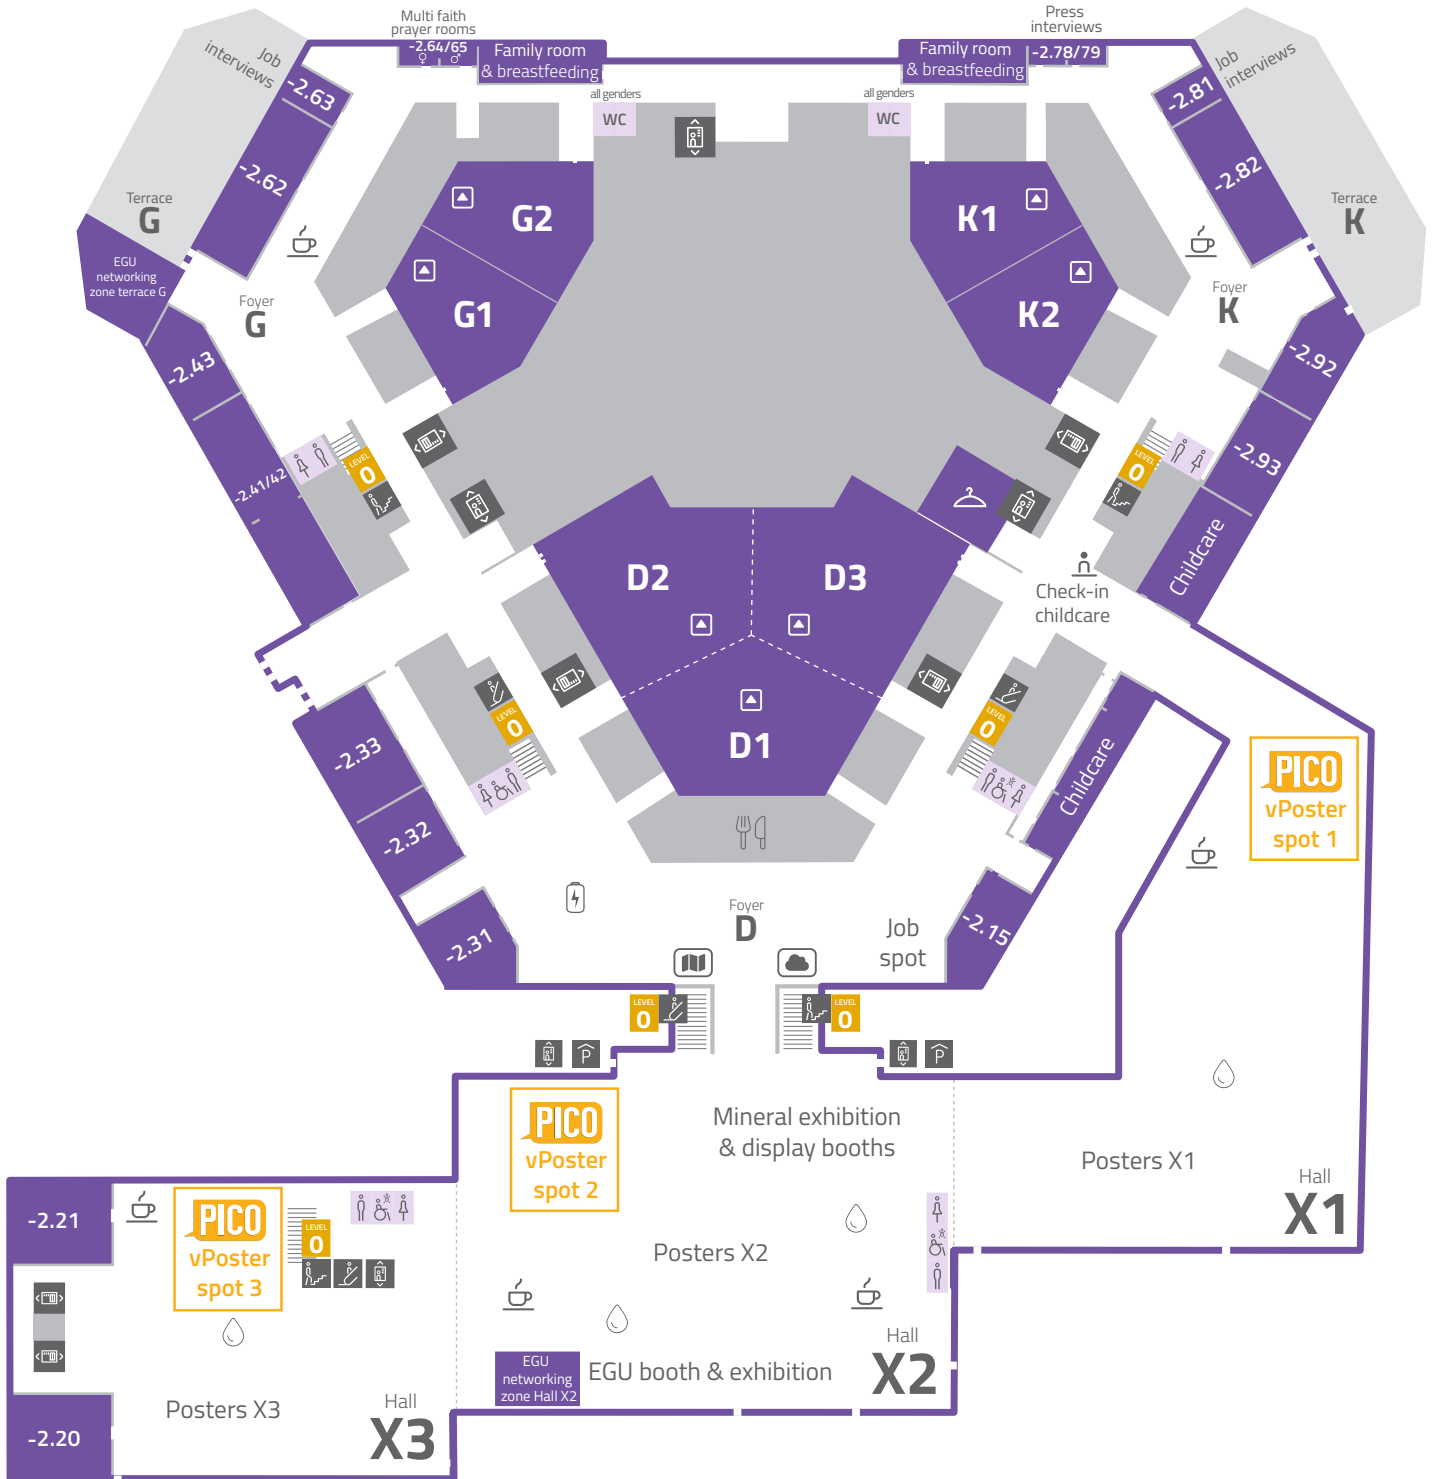 Multi faith
prayer rooms
-2.64/65
Family room
& breastfeeding
Press
interviews
Family room
& breastfeeding
-2.78/79
Job
interviews
-2.63
all genders
WC
all genders
WC
-2.81
Job
interviews
-2.62
-2.82
Terrace
G
G2
K1
Terrace
K
EGU
networking
zone terrace G
Foyer
G
G1
K2
Foyer
K
-2.43
-2.92
-2.41/42
LEVEL
0
LEVEL
0
-2.93
D2
D3
Childcare
Check-in
childcare
-2.33
LEVEL
0
D1
LEVEL
0
Childcare
PICO
vPoster
spot 1
-2.32
-2.31
Foyer
D
Job
spot
-2.15
LEVEL
0
LEVEL
0
P
P
PICO
vPoster
spot 2
Mineral exhibition
& display booths
Posters X1
Hall
X1
-2.21
PICO
vPoster
spot 3
LEVEL
0
Posters X2
EGU
networking
zone Hall X2
EGU booth & exhibition
Hall
X2
Posters X3
Hall
X3
-2.20